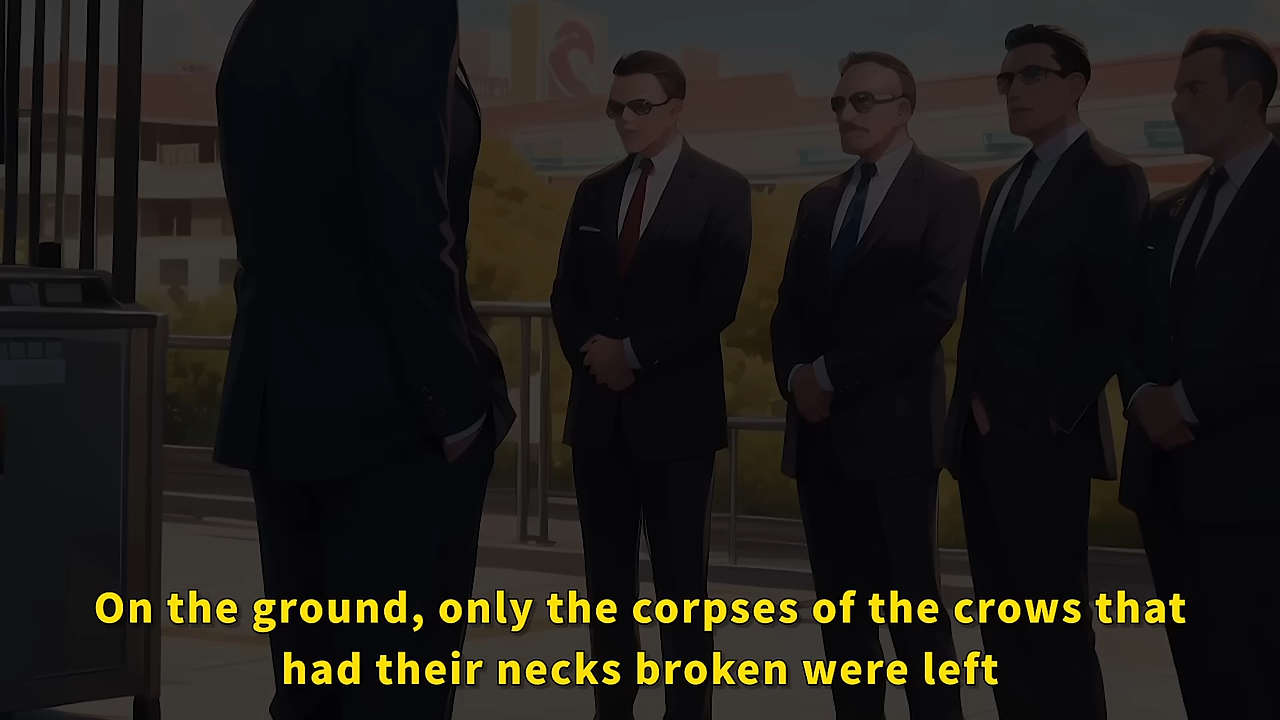 On the ground, only the corpses of the crows that
had their necks broken were left